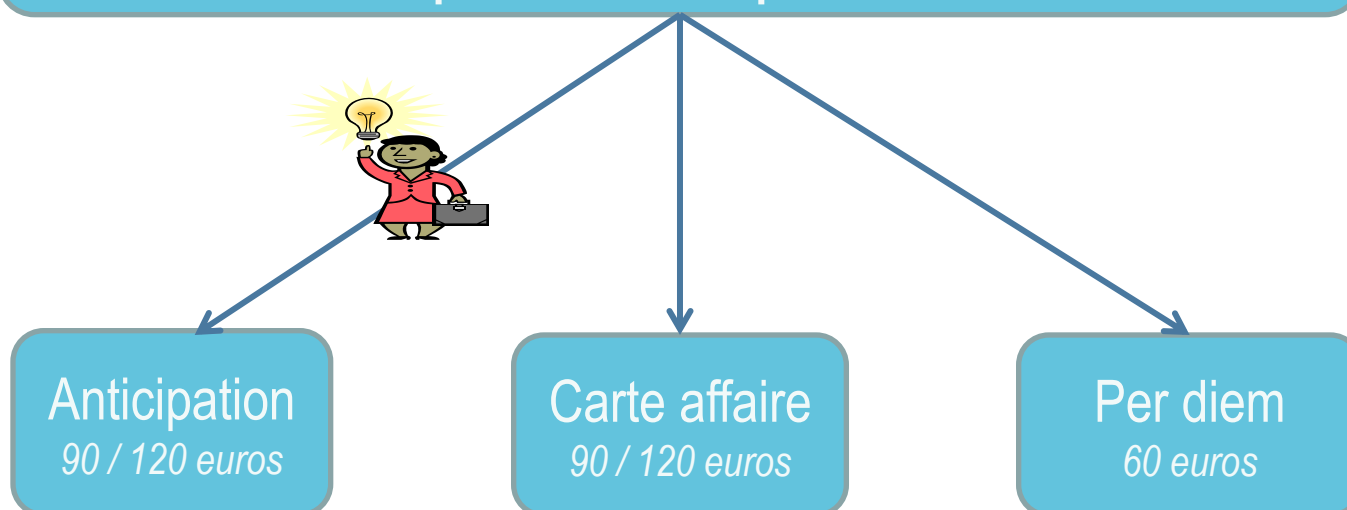 Anticipation
90 / 120 euros
Carte affaire
90 / 120 euros
Per diem
60 euros